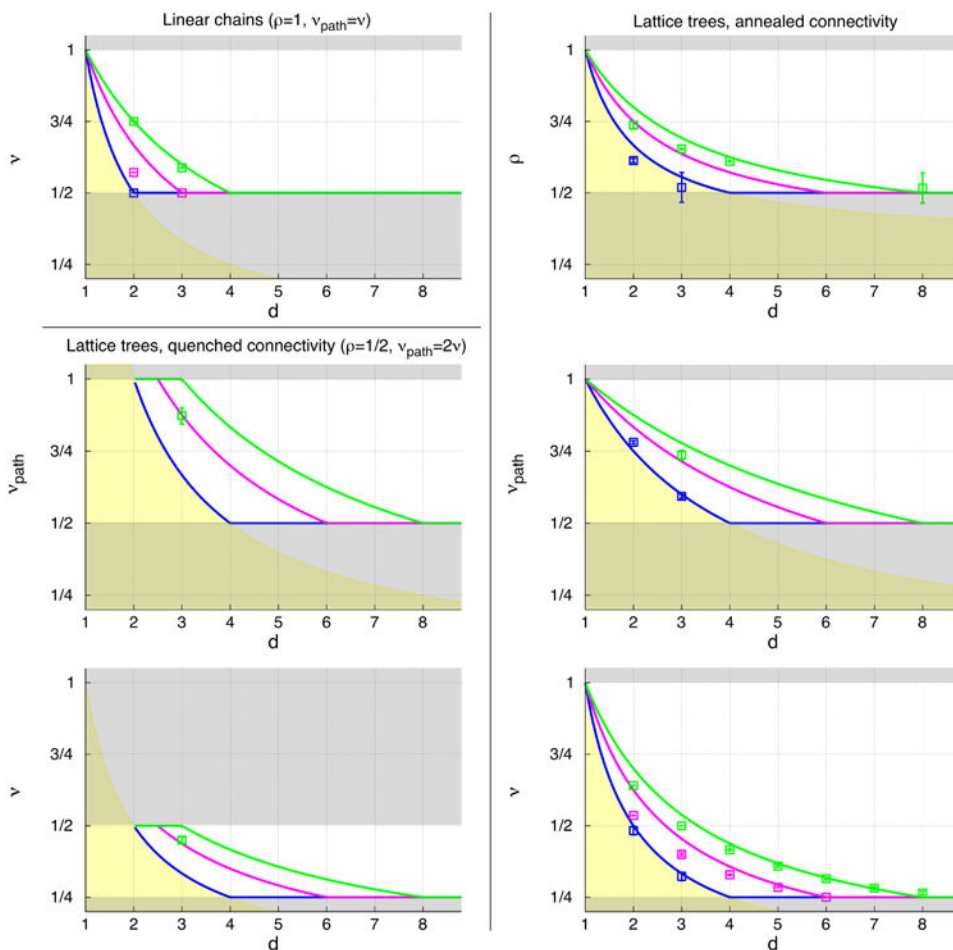 Linear chains (ρ=1, ν_path=ν)
ν
1
3/4
1/2
1/4
1 2 3 4 5 6 7 8
d
Lattice trees, annealed connectivity
ρ
1
3/4
1/2
1/4
1 2 3 4 5 6 7 8
d
Lattice trees, quenched connectivity (ρ=1/2, ν_path=2ν)
ν_path
1
3/4
1/2
1/4
1 2 3 4 5 6 7 8
d
ν_path
1
3/4
1/2
1/4
1 2 3 4 5 6 7 8
d
ν
1
3/4
1/2
1/4
1 2 3 4 5 6 7 8
d
ν
1
3/4
1/2
1/4
1 2 3 4 5 6 7 8
d